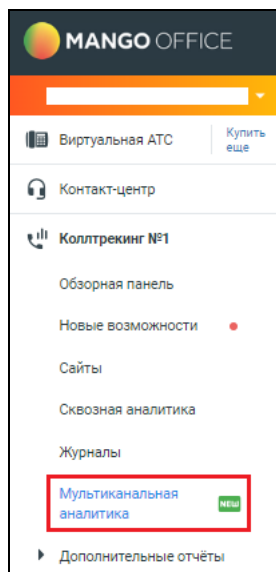 MANGO OFFICE
Виртуальная АТС
Купить
еще
Контакт-центр
Коллтрекинг №1
Обзорная панель
Новые возможности
Сайты
Сквозная аналитика
Журналы
Мультиканальная
аналитика
NEW
Дополнительные отчёты